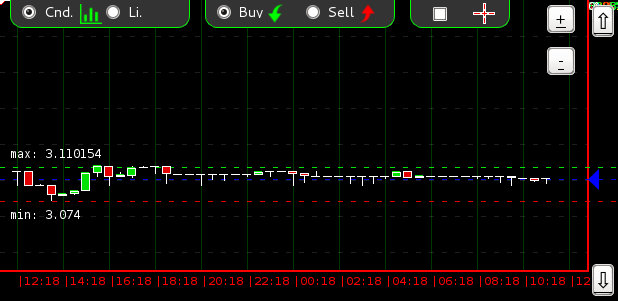 Cnd. Li. Buy Sell
+
-
max: 3.110154
min: 3.074
|12:18 |14:18 |16:18 |18:18 |20:18 |22:18 |00:18 |02:18 |04:18 |06:18 |08:18 |10:18 |12